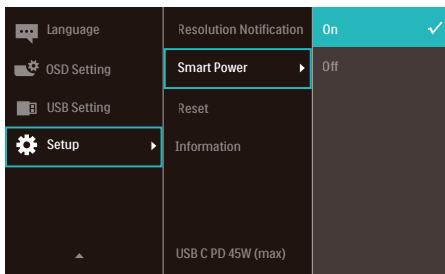 Language
OSD Setting
USB Setting
Setup
Resolution Notification
Smart Power
Reset
Information
USB C PD 45W (max)
On
Off